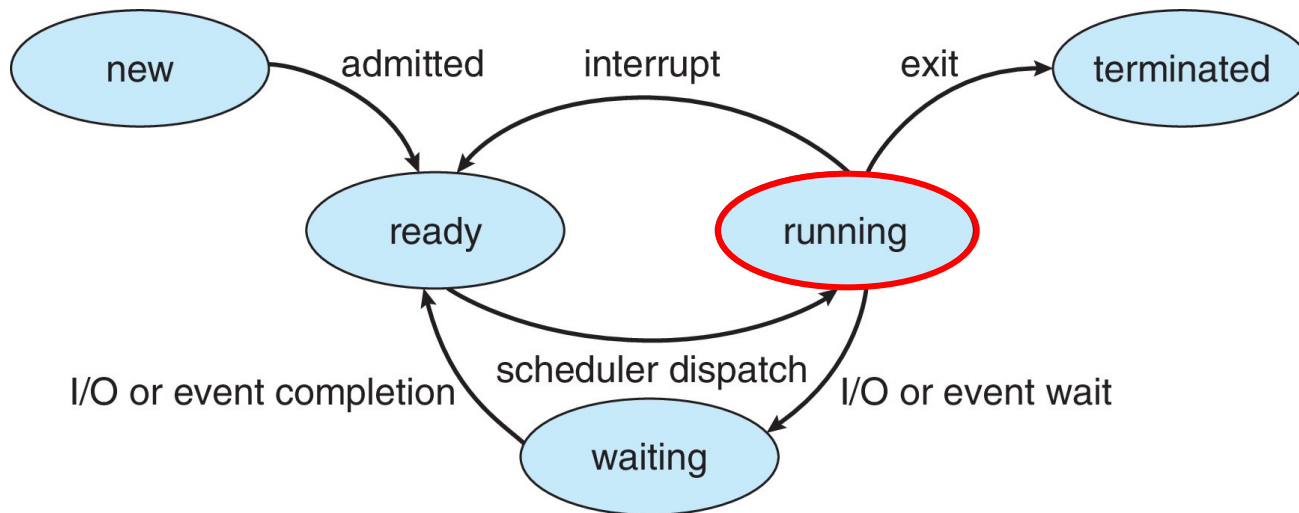 new
admitted
interrupt
exit
terminated
ready
running
scheduler dispatch
I/O or event completion
I/O or event wait
waiting